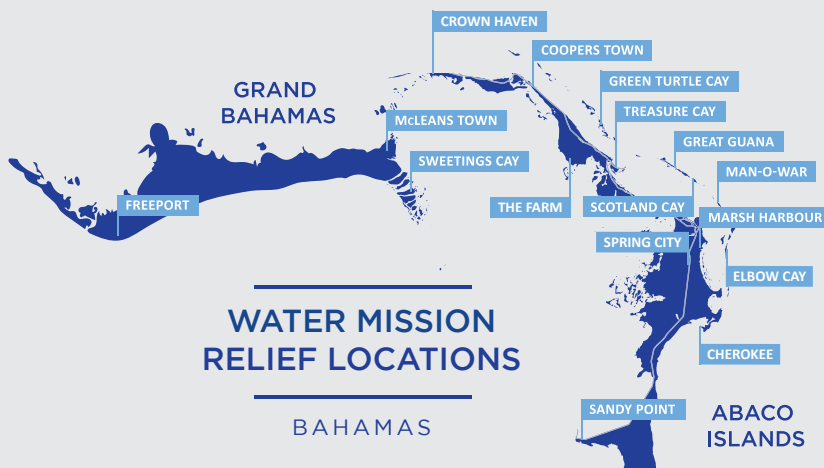 CROWN HAVEN
COOPERS TOWN
GREEN TURTLE CAY
GRAND
BAHAMAS
TREASURE CAY
McLEANS TOWN
GREAT GUANA
SWEETINGS CAY
MAN-O-WAR
FREEPORT
THE FARM
SCOTLAND CAY
MARSH HARBOUR
SPRING CITY
ELBOW CAY
WATER MISSION
RELIEF LOCATIONS
CHEROKEE
BAHAMAS
SANDY POINT
ABACO
ISLANDS